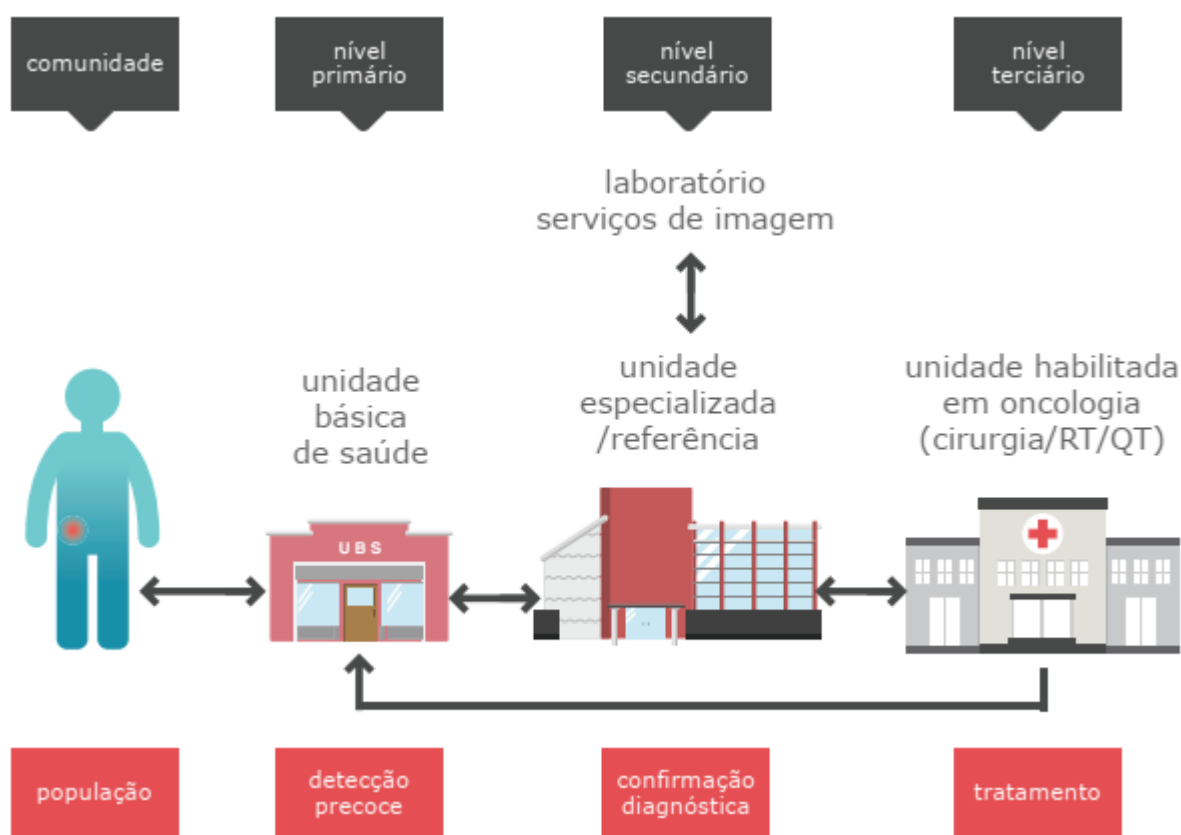 comunidade
nível
primário
nível
secundário
nível
terciário
laboratório
serviços de imagem
unidade
básica
de saúde
unidade
especializada
/referência
unidade habilitada
em oncologia
(cirurgia/RT/QT)
UBS
população
detecção
precoce
confirmação
diagnóstica
tratamento